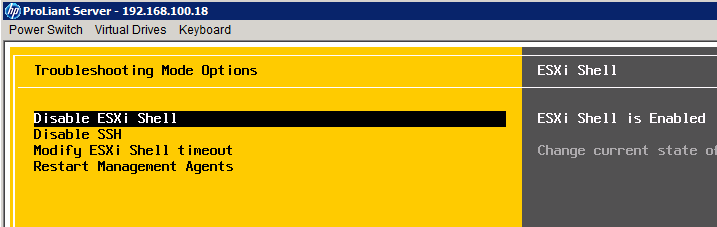 hp ProLiant Server - 192.168.100.18
Power Switch Virtual Drives Keyboard
Troubleshooting Mode Options
ESXi Shell
Disable ESXi Shell
Disable SSH
Modify ESXi Shell timeout
Restart Management Agents
ESXi Shell is Enabled
Change current state of